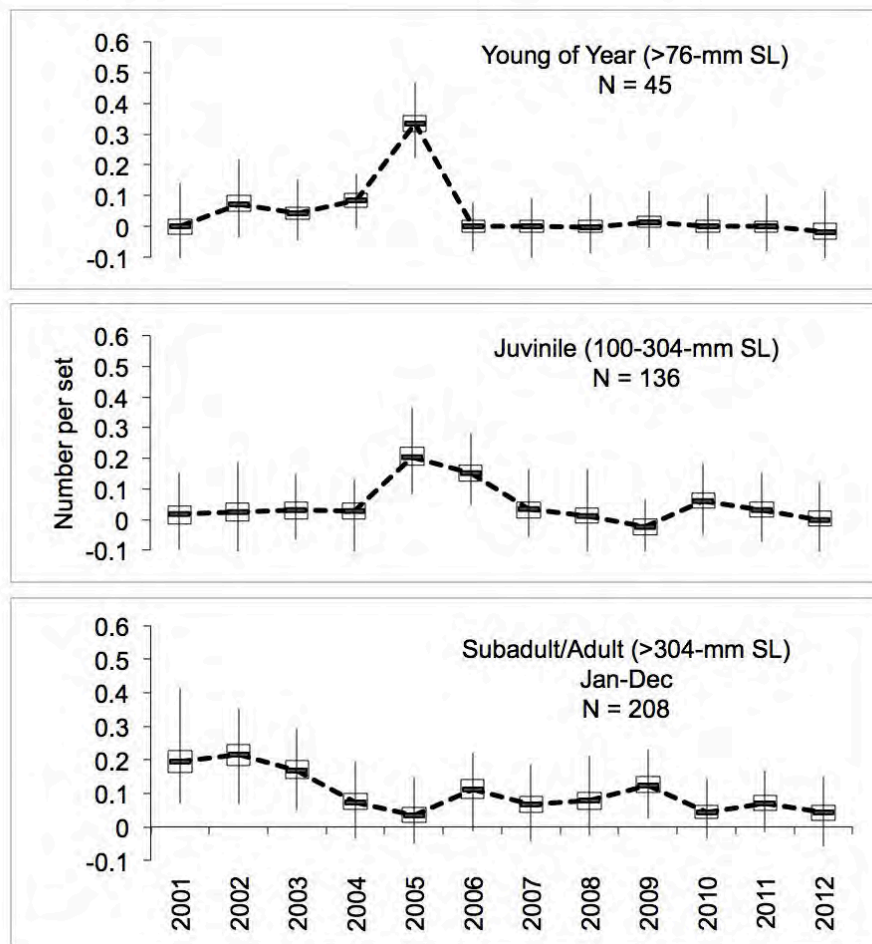 0.6
0.5
0.4
0.3
0.2
0.1
0
-0.1
Young of Year (>76-mm SL)
N = 45
Number per set
0.6
0.5
0.4
0.3
0.2
0.1
0
-0.1
Juvinile (100-304-mm SL)
N = 136
0.6
0.5
0.4
0.3
0.2
0.1
0
-0.1
Subadult/Adult (>304-mm SL)
Jan-Dec
N = 208
2001 2002 2003 2004 2005 2006 2007 2008 2009 2010 2011 2012